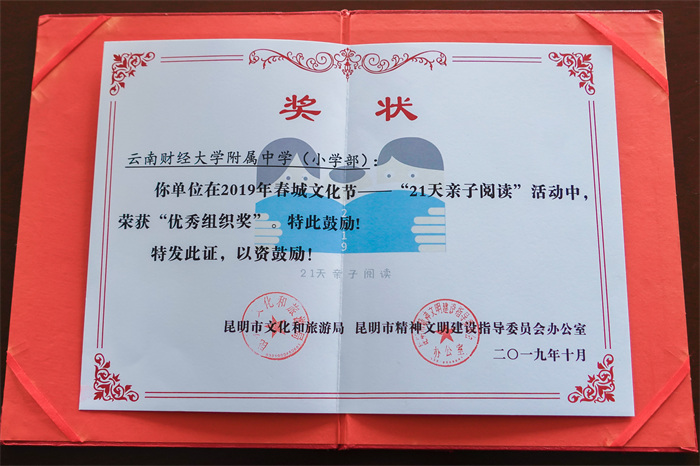 奖 状
云南财经大学附属中学（小学部）：
你单位在2019年春城文化节——“21天亲子阅读”活动中，
荣获“优秀组织奖”。特此鼓励！
特发此证，以资鼓励！
2019
21天亲子阅读
昆明市文化和旅游局 昆明市精神文明建设指导委员会办公室
二〇一九年十月